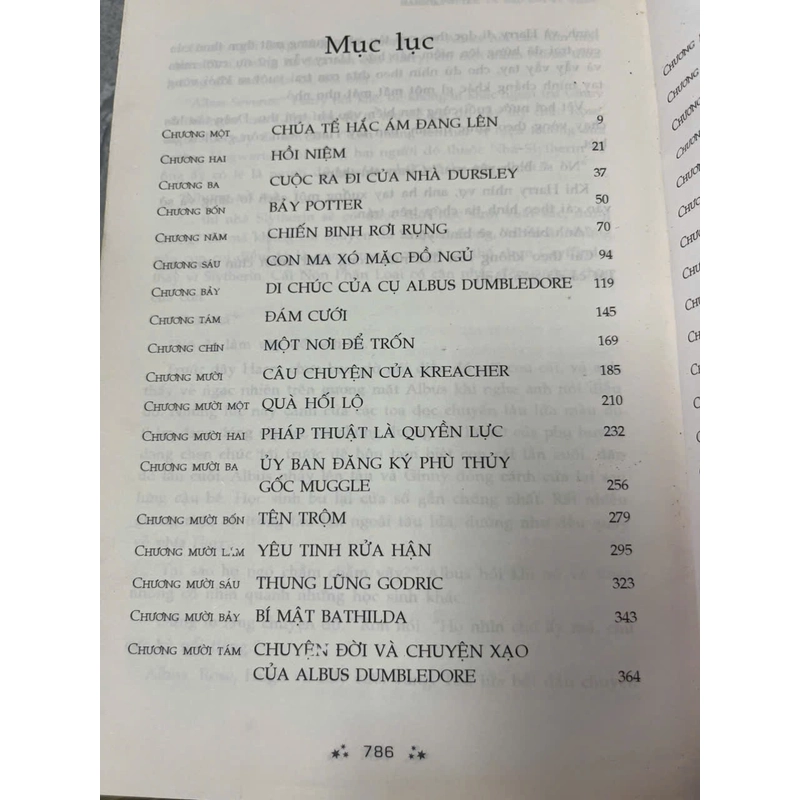 Mục lục
CHƯƠNG MỘT CHÚA TỂ HẮC ÁM ĐANG LÊN 9
CHƯƠNG HAI HỒI NIỆM 21
CHƯƠNG BA CUỘC RA ĐI CỦA NHÀ DURSLEY 37
CHƯƠNG BỐN BẢY POTTER 50
CHƯƠNG NĂM CHIẾN BINH RƠI RỤNG 70
CHƯƠNG SÁU CON MA XÓ MẶC ĐỒ NGỦ 94
CHƯƠNG BẢY DI CHÚC CỦA CỤ ALBUS DUMBLEDORE 119
CHƯƠNG TÁM ĐÁM CƯỚI 145
CHƯƠNG CHÍN MỘT NƠI ĐỂ TRỐN 169
CHƯƠNG MƯỜI CÂU CHUYỆN CỦA KREACHER 185
CHƯƠNG MƯỜI MỘT QUÀ HỐI LỘ 210
CHƯƠNG MƯỜI HAI PHÁP THUẬT LÀ QUYỀN LỰC 232
CHƯƠNG MƯỜI BA ỦY BAN ĐĂNG KÝ PHÙ THỦY
GỐC MUGGLE 256
CHƯƠNG MƯỜI BỐN TÊN TRỘM 279
CHƯƠNG MƯỜI LĂM YÊU TINH RỬA HẬN 295
CHƯƠNG MƯỜI SÁU THUNG LŨNG GODRIC 323
CHƯƠNG MƯỜI BẢY BÍ MẬT BATHILDA 343
CHƯƠNG MƯỜI TÁM CHUYỆN ĐỜI VÀ CHUYỆN XẠO
CỦA ALBUS DUMBLEDORE 364
786